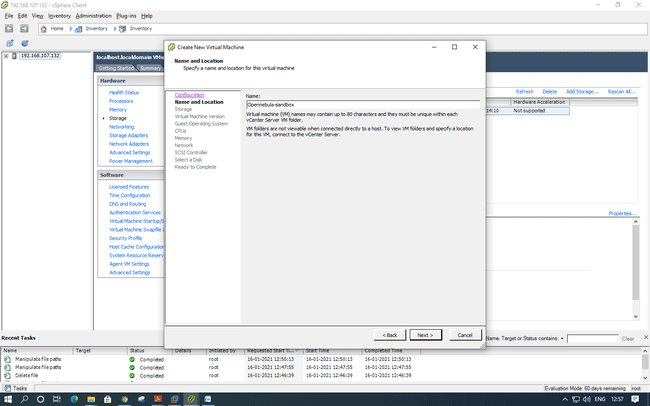 192.168.107.132 - vSphere Client
File Edit View Inventory Administration Plug-ins Help
Home Inventory Inventory
192.168.107.132
localhost.localdomain VMw
Getting Started Summary
Hardware
Health Status
Processors
Memory
Storage
Networking
Storage Adapters
Network Adapters
Advanced Settings
Power Management
Software
Licensed Features
Time Configuration
DNS and Routing
Authentication Services
Virtual Machine Startup/S
Virtual Machine Swapfile
Security Profile
Host Cache Configuration
System Resource Reserv
Agent VM Settings
Advanced Settings
Create New Virtual Machine
Name and Location
Specify a name and location for this virtual machine
Configuration
Name and Location
Storage
Virtual Machine Version
Guest Operating System
CPUs
Memory
Network
SCSI Controller
Select a Disk
Ready to Complete
Name:
Opennebula-sandbox
Virtual machine (VM) names may contain up to 80 characters and they must be unique within each
vCenter Server VM folder.
VM folders are not viewable when connected directly to a host. To view VM folders and specify a location
for this VM, connect to the vCenter Server.
< Back Next > Cancel
Refresh Delete Add Storage... Rescan All...
Hardware Acceleration
14:10 Not supported
Properties...
Recent Tasks
Name, Target or Status contains: Clear
Name Target Status Details Initiated by Requested Start Ti... Start Time Completed Time
Manipulate file paths Completed root 16-01-2021 12:50:13 16-01-2021 12:50:13 16-01-2021 12:50:13
Manipulate file paths Completed root 16-01-2021 12:47:55 16-01-2021 12:47:55 16-01-2021 12:47:55
Delete file Completed root 16-01-2021 12:46:39 16-01-2021 12:46:39 16-01-2021 12:46:39
Tasks Evaluation Mode: 60 days remaining root
ENG 12:57